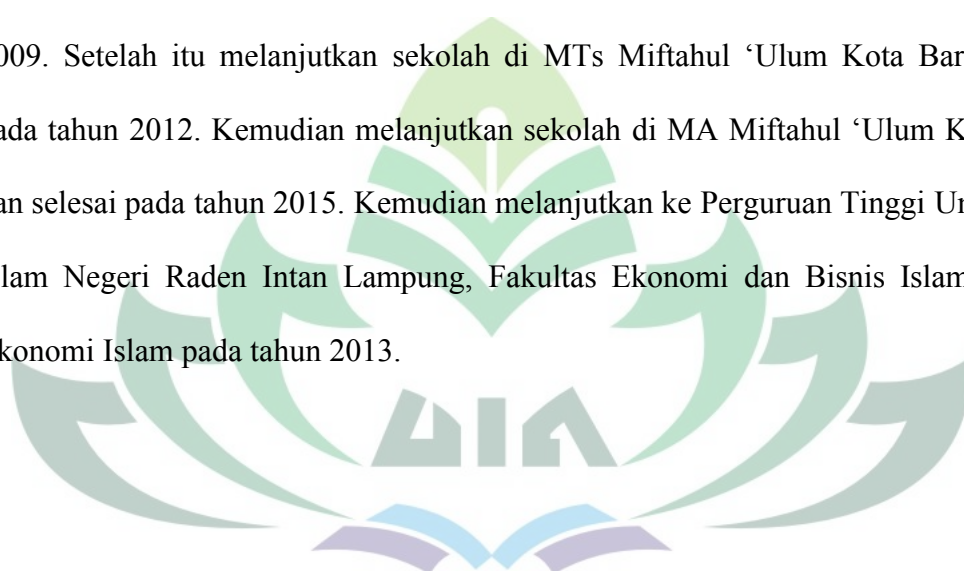 009. Setelah itu melanjutkan sekolah di MTs Miftahul ‘Ulum Kota Bar
ada tahun 2012. Kemudian melanjutkan sekolah di MA Miftahul ‘Ulum K
an selesai pada tahun 2015. Kemudian melanjutkan ke Perguruan Tinggi Un
lam Negeri Raden Intan Lampung, Fakultas Ekonomi dan Bisnis Islam
konomi Islam pada tahun 2013.
UIN